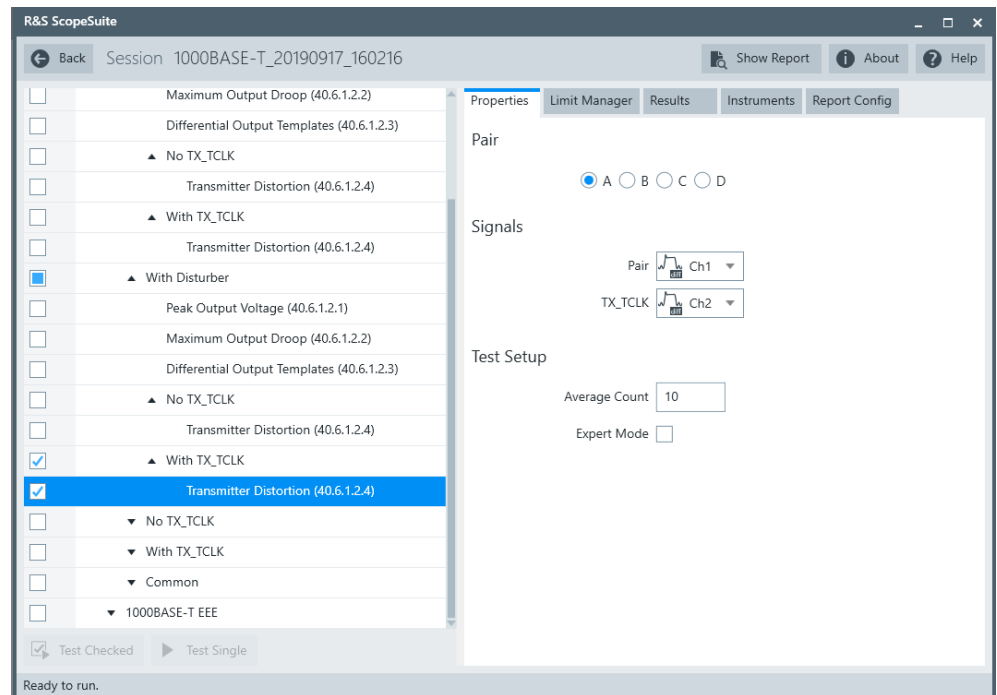 R&S ScopeSuite
Back Session 1000BASE-T_20190917_160216 Show Report About Help
Maximum Output Droop (40.6.1.2.2)
Differential Output Templates (40.6.1.2.3)
No TX_TCLK
Transmitter Distortion (40.6.1.2.4)
With TX_TCLK
Transmitter Distortion (40.6.1.2.4)
With Disturber
Peak Output Voltage (40.6.1.2.1)
Maximum Output Droop (40.6.1.2.2)
Differential Output Templates (40.6.1.2.3)
No TX_TCLK
Transmitter Distortion (40.6.1.2.4)
With TX_TCLK
Transmitter Distortion (40.6.1.2.4)
No TX_TCLK
With TX_TCLK
Common
1000BASE-T EEE
Test Checked Test Single
Properties Limit Manager Results Instruments Report Config
Pair
A B C D
Signals
Pair diff Ch1
TX_TCLK diff Ch2
Test Setup
Average Count 10
Expert Mode
Ready to run.